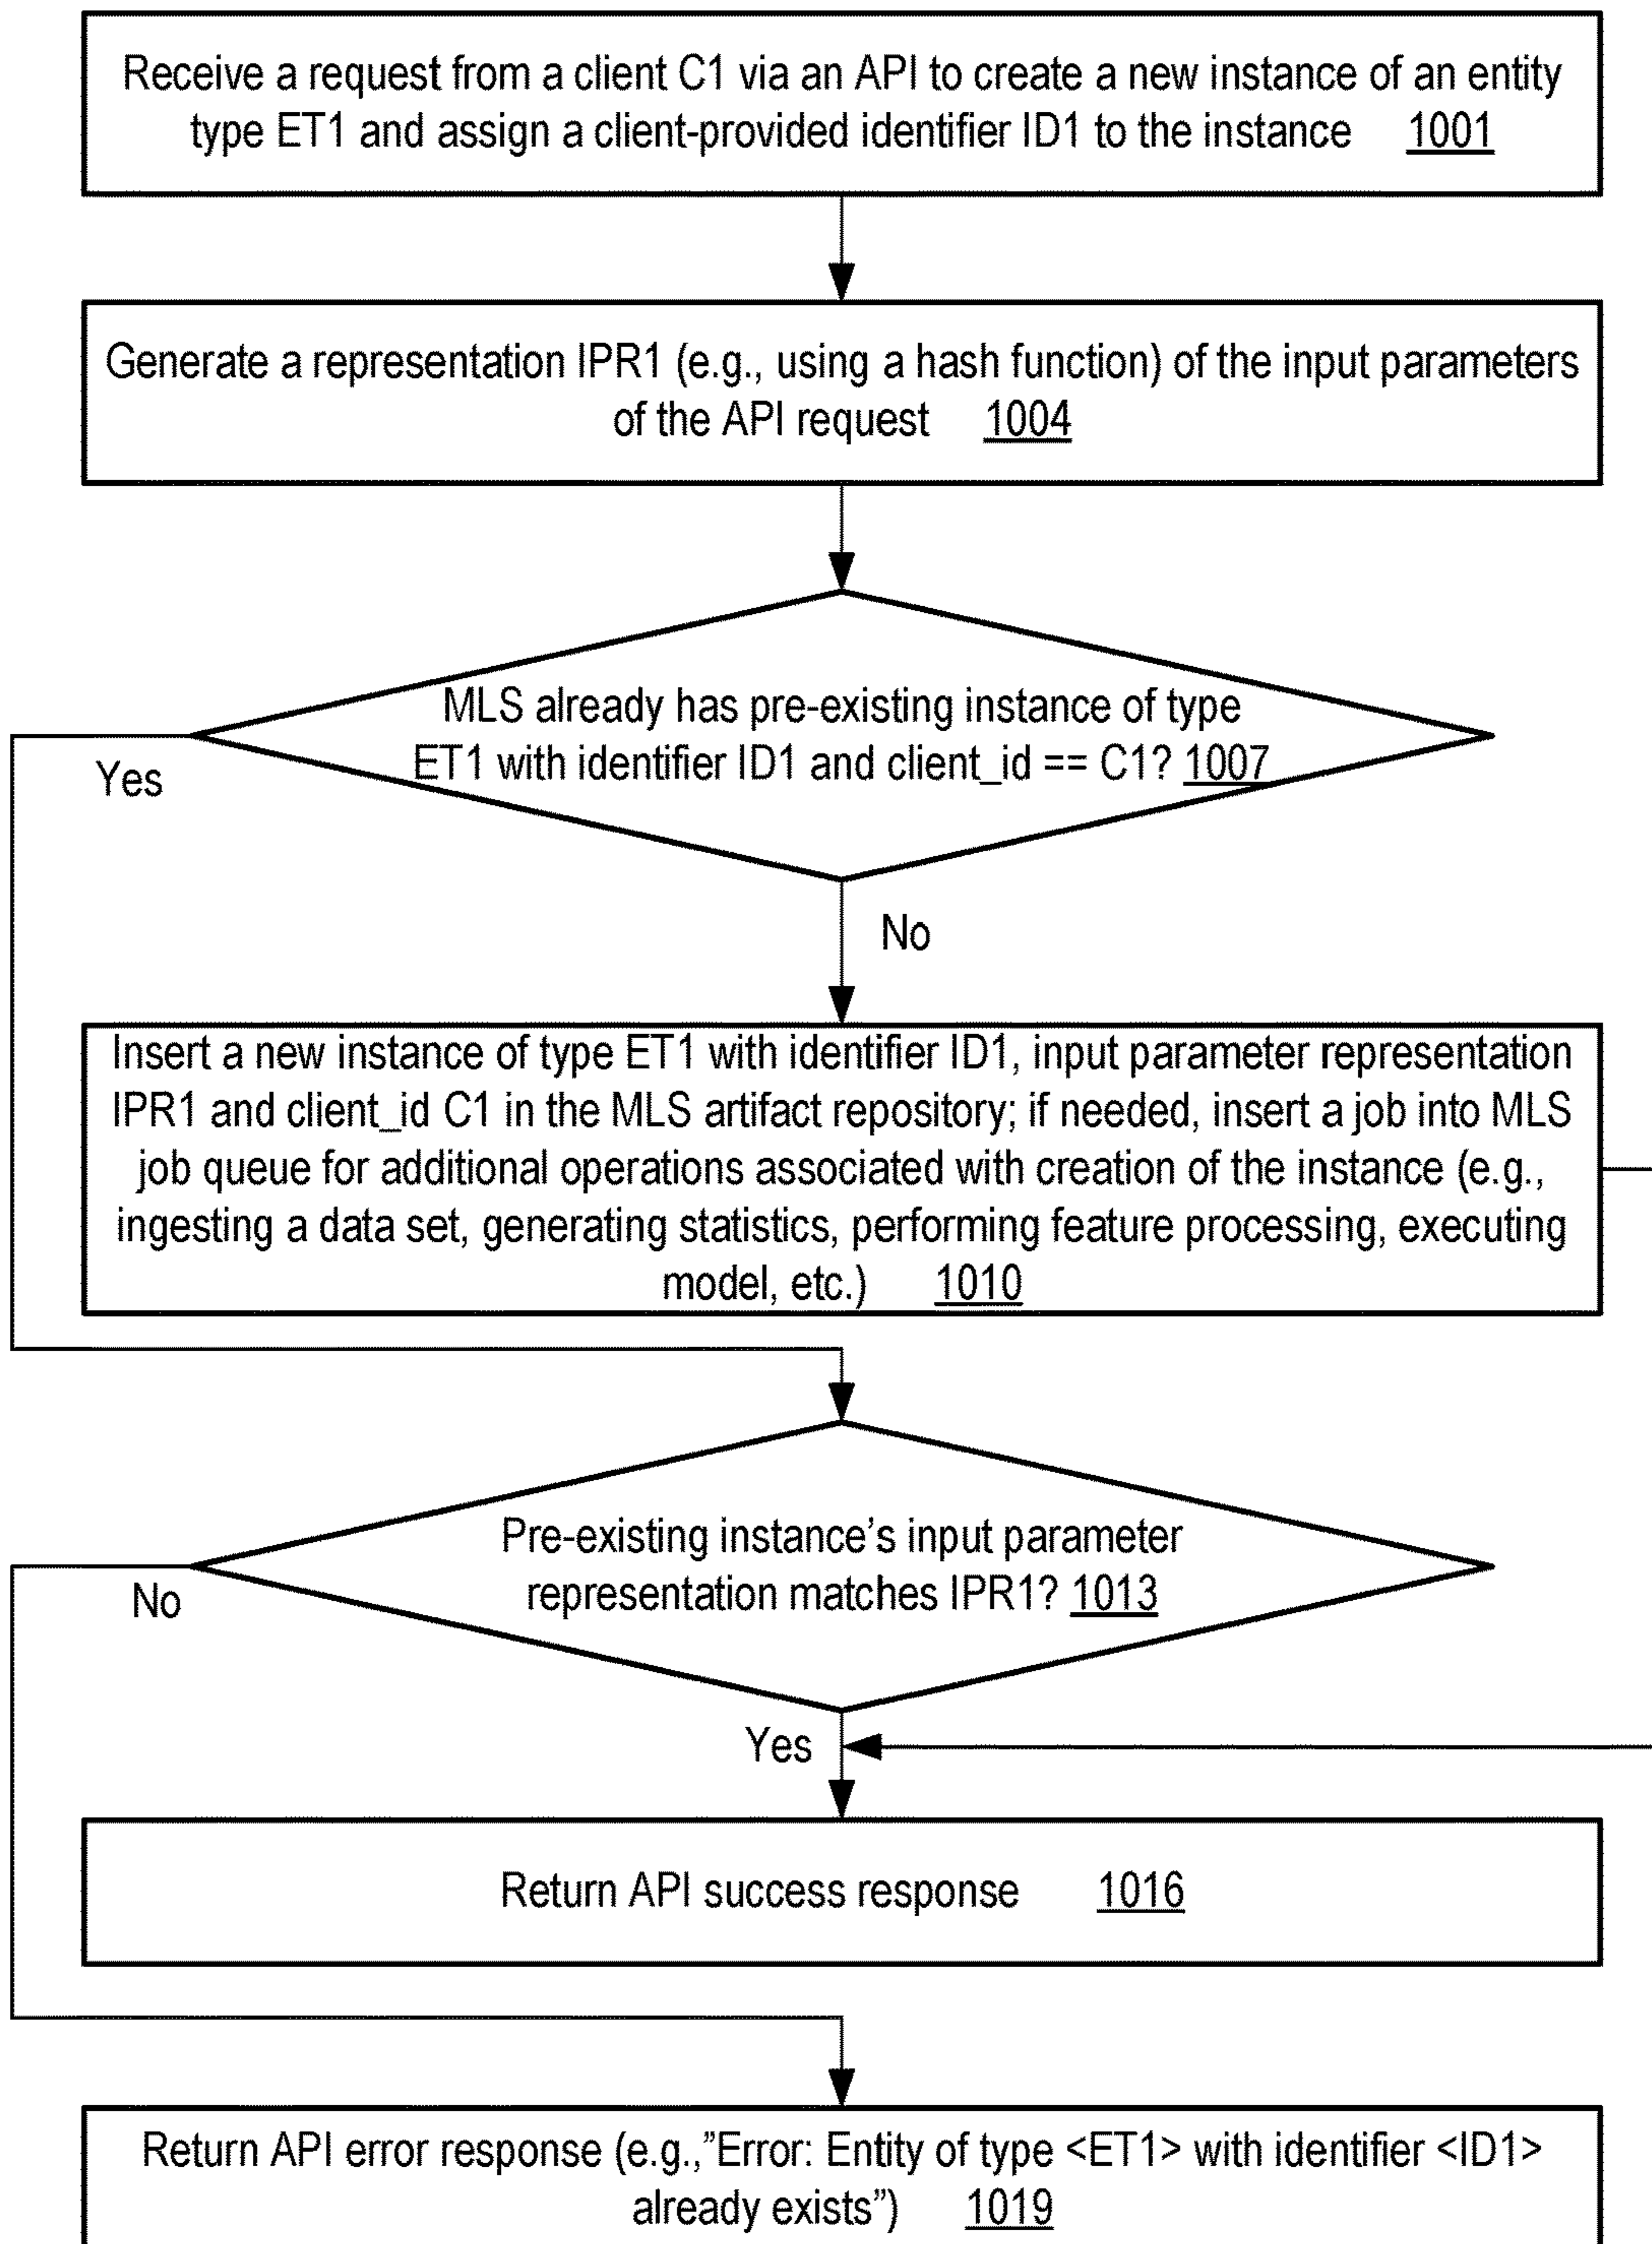 Receive a request from a client C1 via an API to create a new instance of an entity
type ET1 and assign a client-provided identifier ID1 to the instance 1001
Generate a representation IPR1 (e.g., using a hash function) of the input parameters
of the API request 1004
MLS already has pre-existing instance of type
ET1 with identifier ID1 and client_id == C1? 1007
Yes
No
Insert a new instance of type ET1 with identifier ID1, input parameter representation
IPR1 and client_id C1 in the MLS artifact repository; if needed, insert a job into MLS
job queue for additional operations associated with creation of the instance (e.g.,
ingesting a data set, generating statistics, performing feature processing, executing
model, etc.) 1010
Pre-existing instance’s input parameter
representation matches IPR1? 1013
No
Yes
Return API success response 1016
Return API error response (e.g.,”Error: Entity of type <ET1> with identifier <ID1>
already exists”) 1019